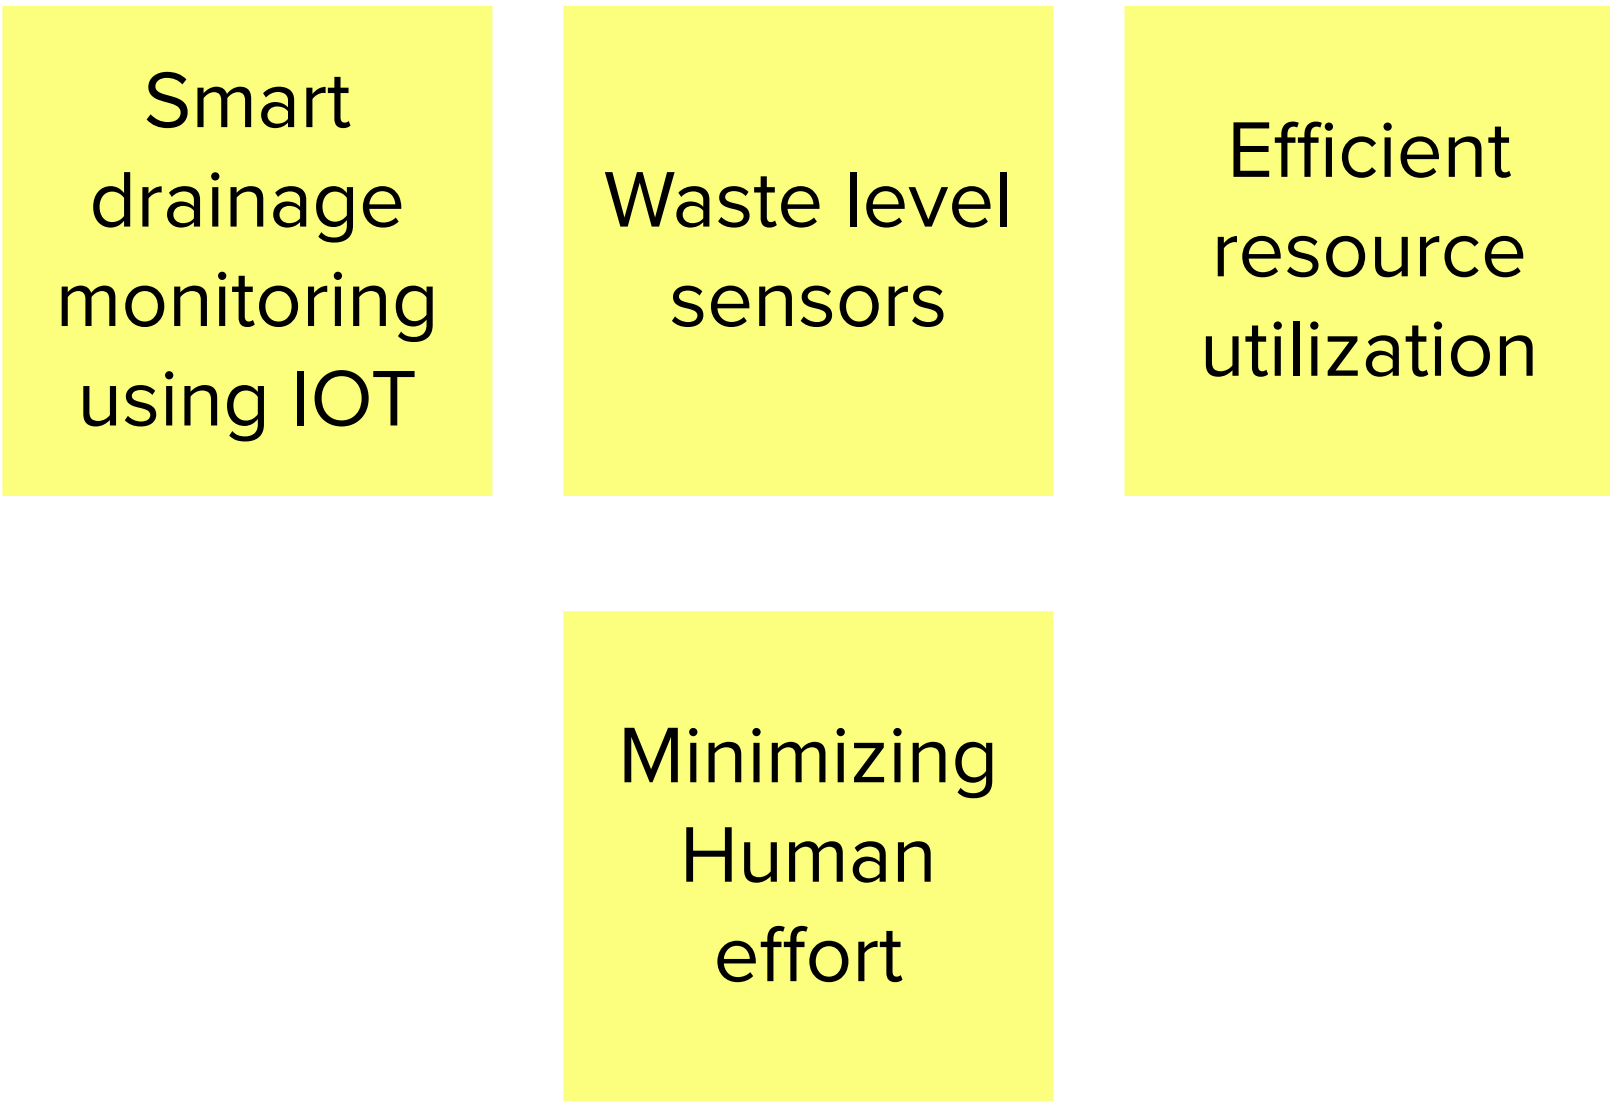 Smart
drainage
monitoring
using IOT
Waste level
sensors
Efficient
resource
utilization
Minimizing
Human
effort